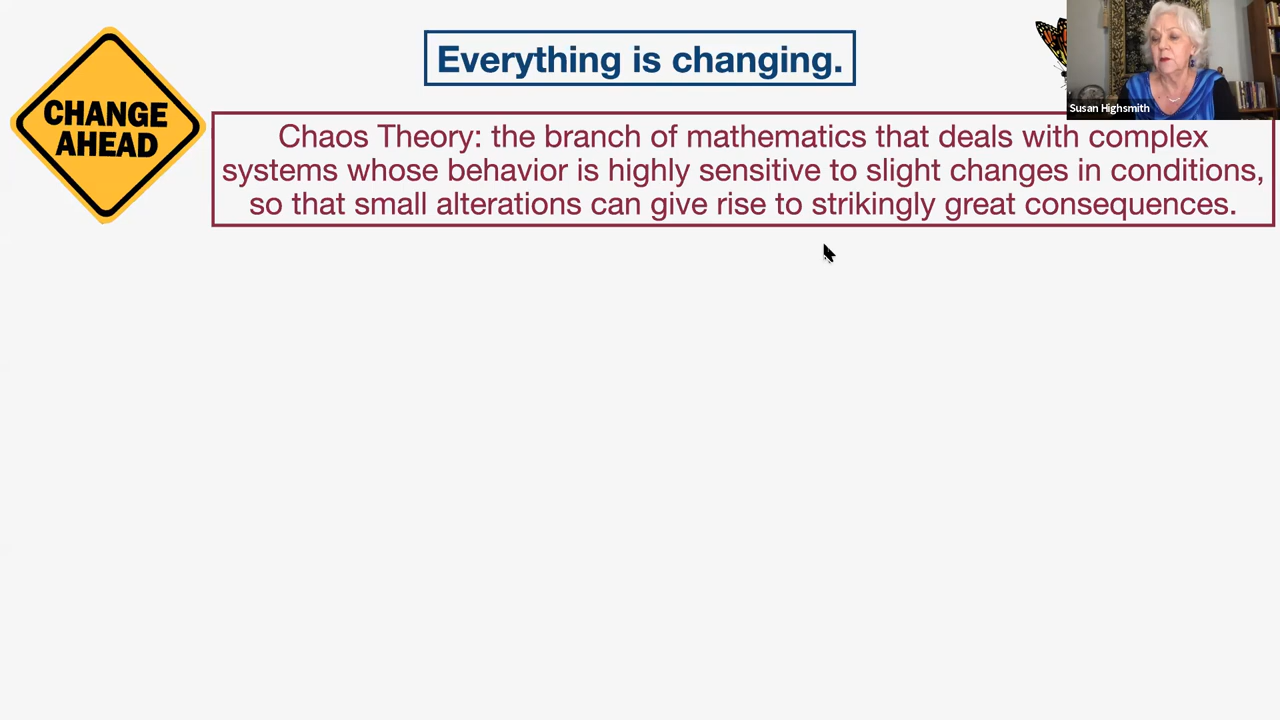 Everything is changing.
CHANGE
AHEAD
Susan Highsmith
Chaos Theory: the branch of mathematics that deals with complex
systems whose behavior is highly sensitive to slight changes in conditions,
so that small alterations can give rise to strikingly great consequences.